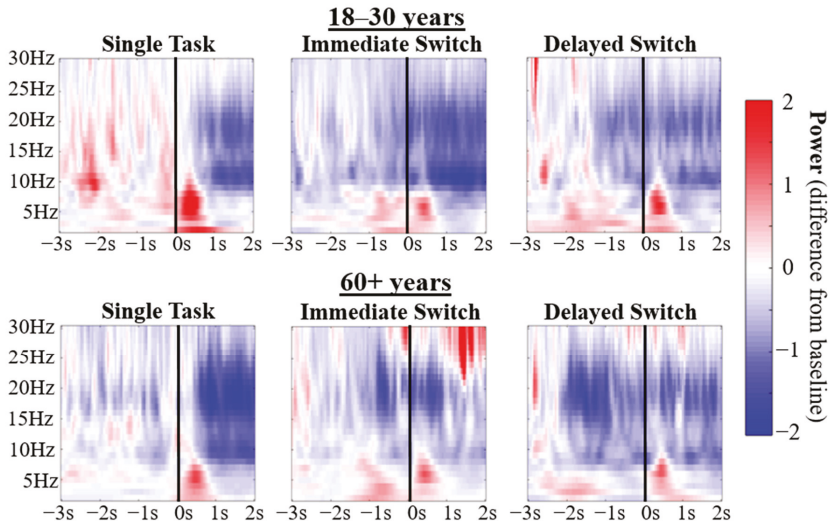 18–30 years
Single Task Immediate Switch Delayed Switch
30Hz
25Hz
20Hz
15Hz
10Hz
5Hz
−3s −2s −1s 0s 1s 2s −3s −2s −1s 0s 1s 2s −3s −2s −1s 0s 1s 2s
60+ years
Single Task Immediate Switch Delayed Switch
30Hz
25Hz
20Hz
15Hz
10Hz
5Hz
−3s −2s −1s 0s 1s 2s −3s −2s −1s 0s 1s 2s −3s −2s −1s 0s 1s 2s
2
1
0
−1
−2
Power (difference from baseline)